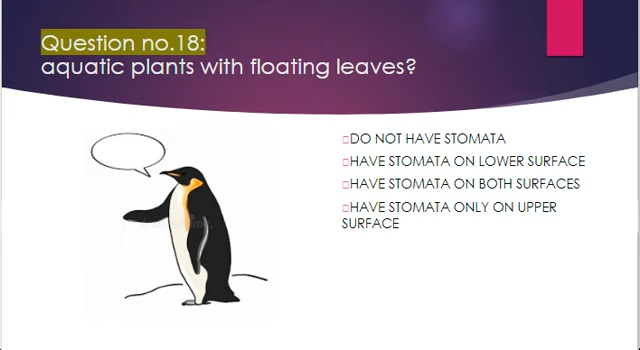 Question no.18:
aquatic plants with floating leaves?
DO NOT HAVE STOMATA
HAVE STOMATA ON LOWER SURFACE
HAVE STOMATA ON BOTH SURFACES
HAVE STOMATA ONLY ON UPPER
SURFACE